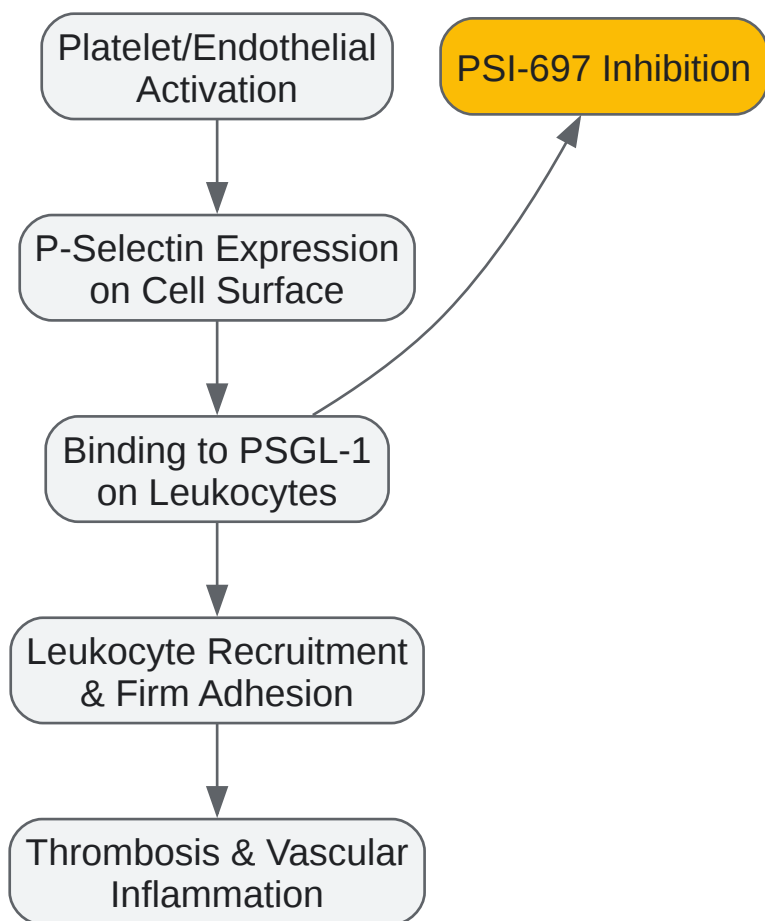 Platelet/Endothelial
Activation
PSI-697 Inhibition
P-Selectin Expression
on Cell Surface
Binding to PSGL-1
on Leukocytes
Leukocyte Recruitment
& Firm Adhesion
Thrombosis & Vascular
Inflammation